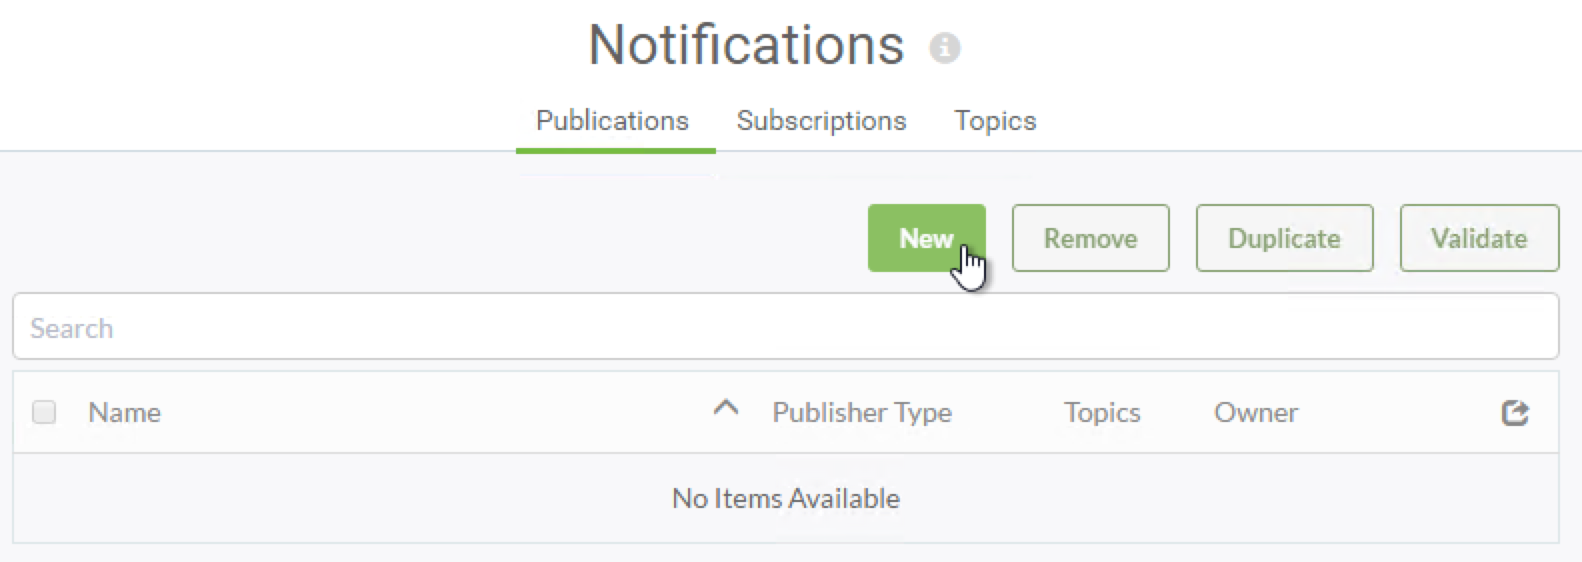 Notifications
Publications Subscriptions Topics
New Remove Duplicate Validate
Search
Name Publisher Type Topics Owner
No Items Available